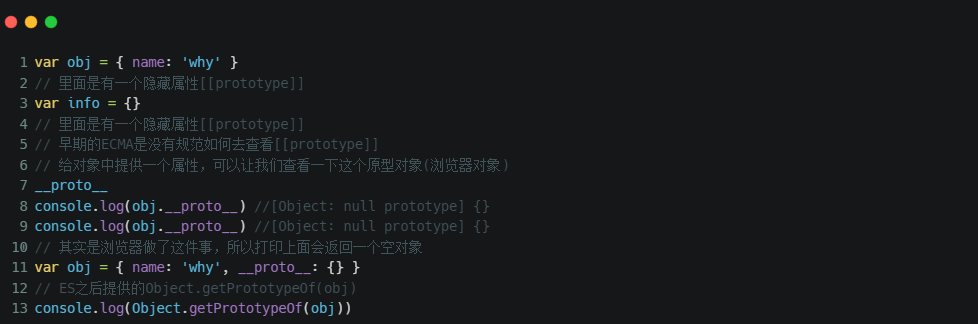 1 var obj = { name: 'why' }
2 // 里面是有一个隐藏属性[[prototype]]
3 var info = {}
4 // 里面是有一个隐藏属性[[prototype]]
5 // 早期的ECMA是没有规范如何去查看[[prototype]]
6 // 给对象中提供一个属性，可以让我们查看一下这个原型对象(浏览器对象)
7 __proto__
8 console.log(obj.__proto__) //[Object: null prototype] {}
9 console.log(obj.__proto__) //[Object: null prototype] {}
10 // 其实是浏览器做了这件事，所以打印上面会返回一个空对象
11 var obj = { name: 'why', __proto__: {} }
12 // ES之后提供的Object.getPrototypeOf(obj)
13 console.log(Object.getPrototypeOf(obj))